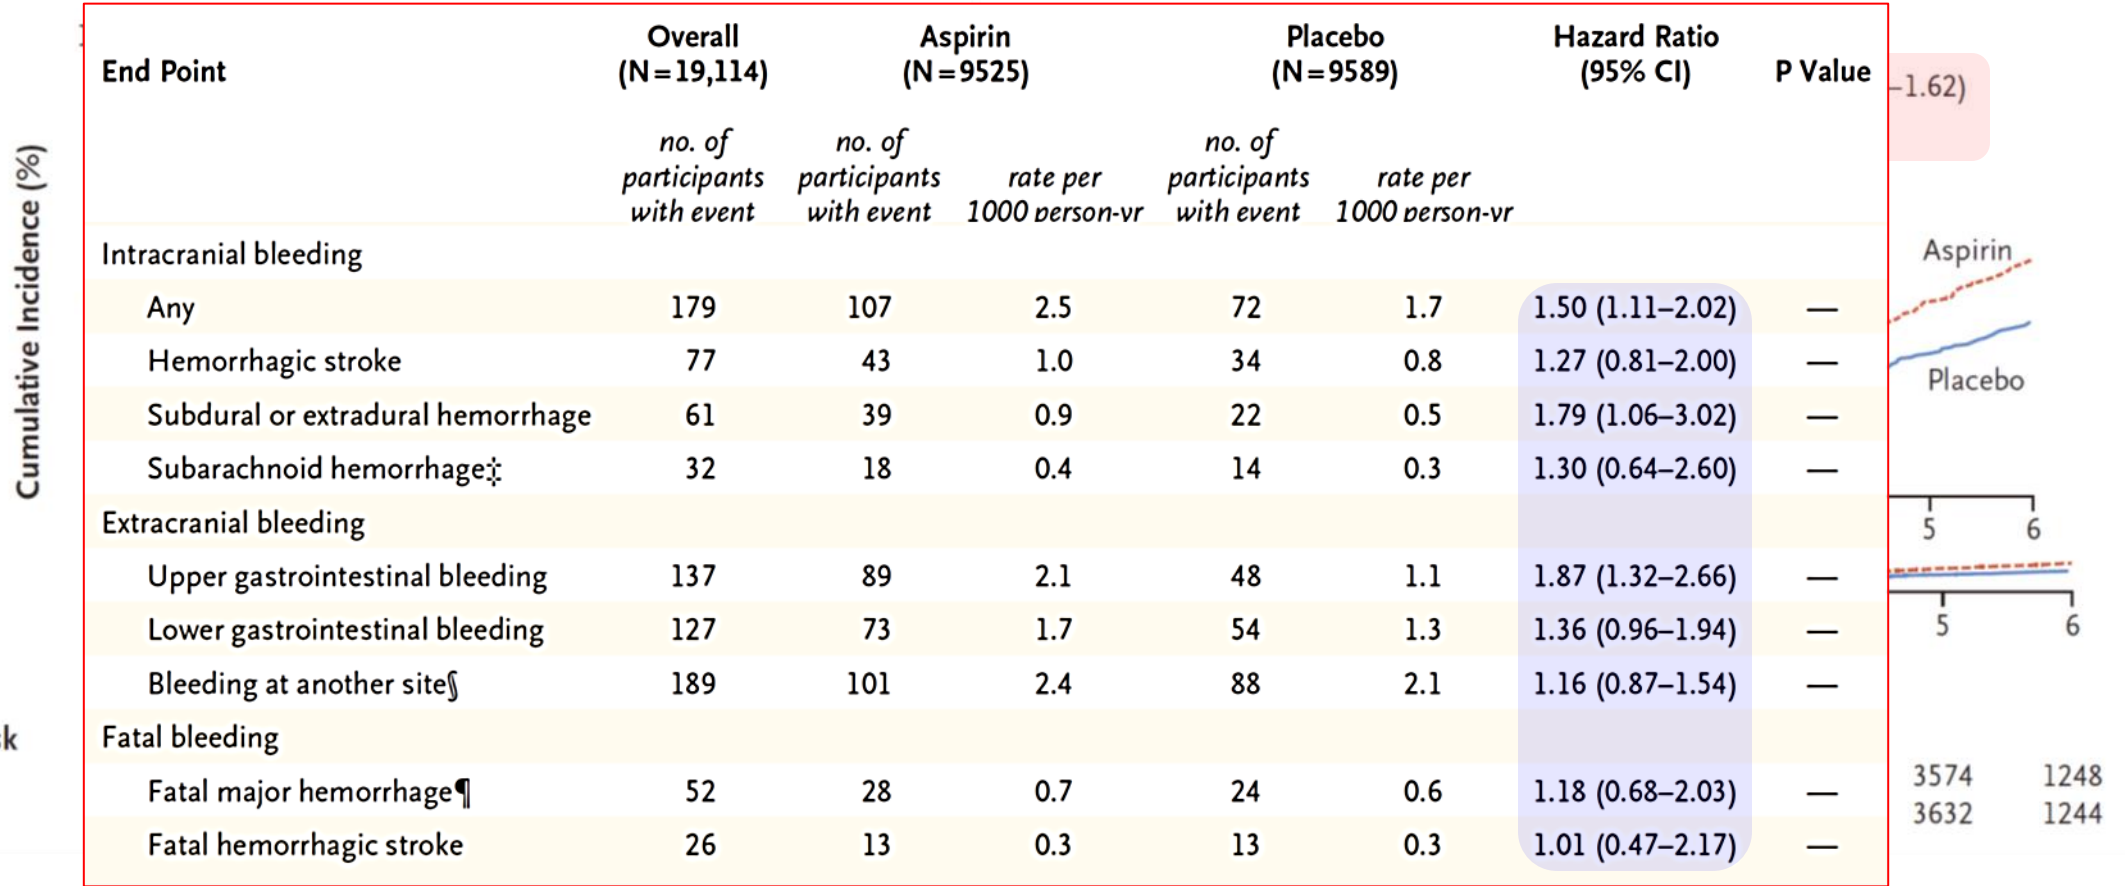 Overall Aspirin Placebo Hazard Ratio
End Point (N=19,114) (N=9525) (N=9589) (95% CI) P Value
no. of no. of no. of
participants participants rate per participants rate per
with event with event 1000 person-yr with event 1000 person-yr
Intracranial bleeding
Any 179 107 2.5 72 1.7 1.50 (1.11–2.02) —
Hemorrhagic stroke 77 43 1.0 34 0.8 1.27 (0.81–2.00) —
Subdural or extradural hemorrhage 61 39 0.9 22 0.5 1.79 (1.06–3.02) —
Subarachnoid hemorrhage‡ 32 18 0.4 14 0.3 1.30 (0.64–2.60) —
Extracranial bleeding
Upper gastrointestinal bleeding 137 89 2.1 48 1.1 1.87 (1.32–2.66) —
Lower gastrointestinal bleeding 127 73 1.7 54 1.3 1.36 (0.96–1.94) —
Bleeding at another site§ 189 101 2.4 88 2.1 1.16 (0.87–1.54) —
Fatal bleeding
Fatal major hemorrhage¶ 52 28 0.7 24 0.6 1.18 (0.68–2.03) —
Fatal hemorrhagic stroke 26 13 0.3 13 0.3 1.01 (0.47–2.17) —
Cumulative Incidence (%)
–1.62)
Aspirin
Placebo
5 6
5 6
3574 1248
3632 1244